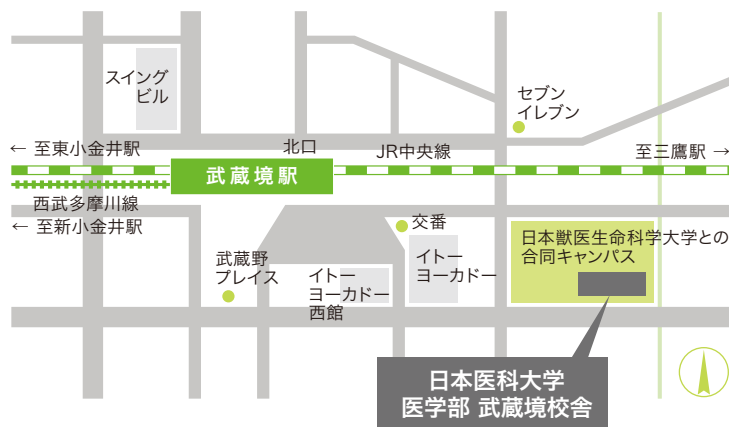 スイング
ビル
セブン
イレブン
← 至東小金井駅
北口
JR中央線
至三鷹駅 →
武蔵境駅
西武多摩川線
← 至新小金井駅
交番
日本獣医生命科学大学との
合同キャンパス
武蔵野
プレイス
イトー
ヨーカドー
西館
イトー
ヨーカドー
日本医科大学
医学部 武蔵境校舎